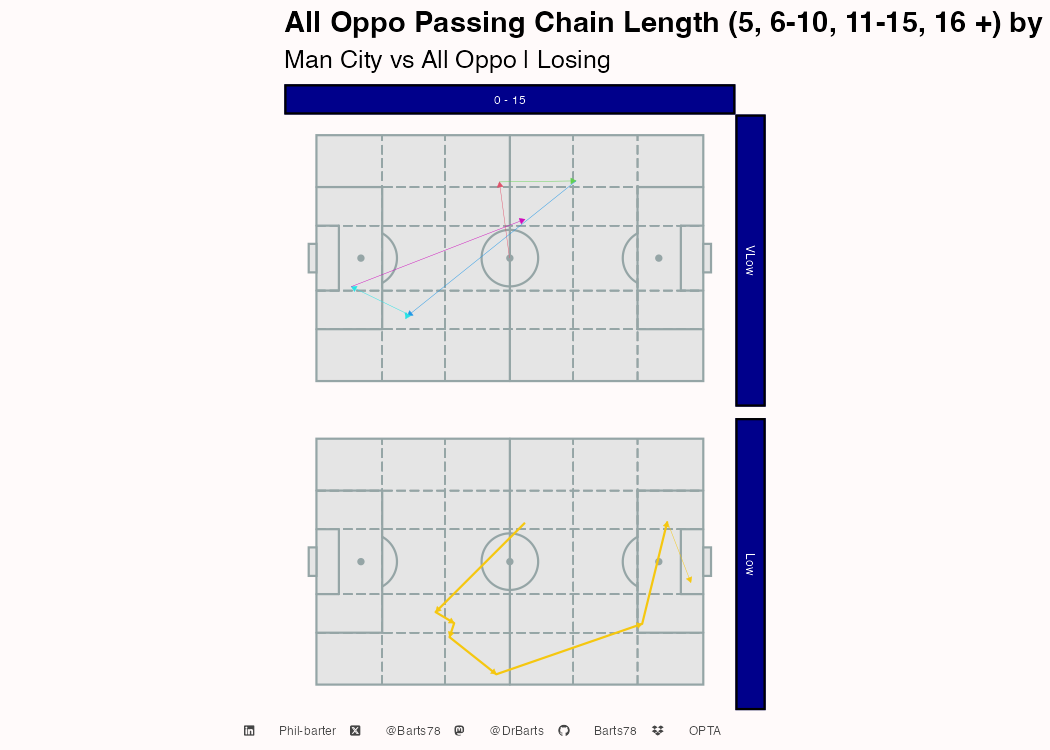 All Oppo Passing Chain Length (5, 6-10, 11-15, 16 +) by
Man City vs All Oppo | Losing
0 - 15
VLow
Low
Phil-barter @Barts78 @DrBarts Barts78 OPTA